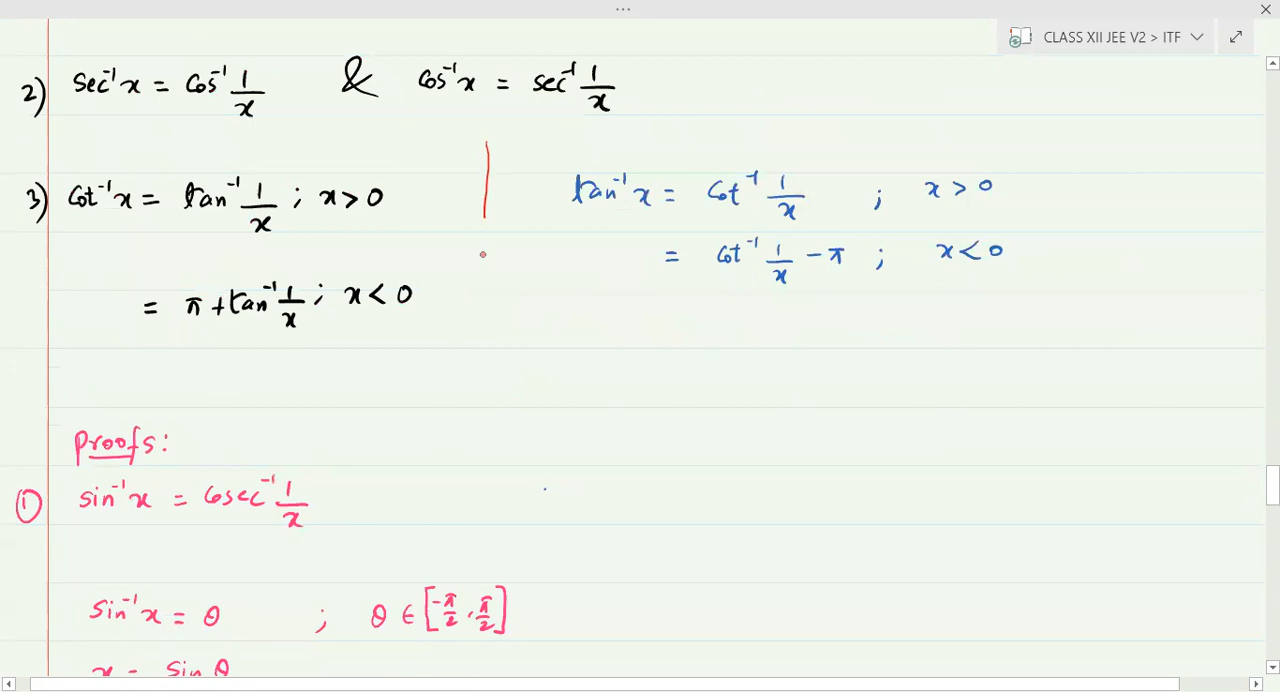 ...
CLASS XII JEE V2 > ITF
2) sec⁻¹x = cos⁻¹ 1/x & cos⁻¹x = sec⁻¹ 1/x
3) cot⁻¹x = tan⁻¹ 1/x ; x > 0
= π + tan⁻¹ 1/x ; x < 0
tan⁻¹x = cot⁻¹ 1/x ; x > 0
= cot⁻¹ 1/x − π ; x < 0
Proofs:
① sin⁻¹x = cosec⁻¹ 1/x
sin⁻¹x = θ ; θ ∈ [−π/2, π/2]
x = sin θ